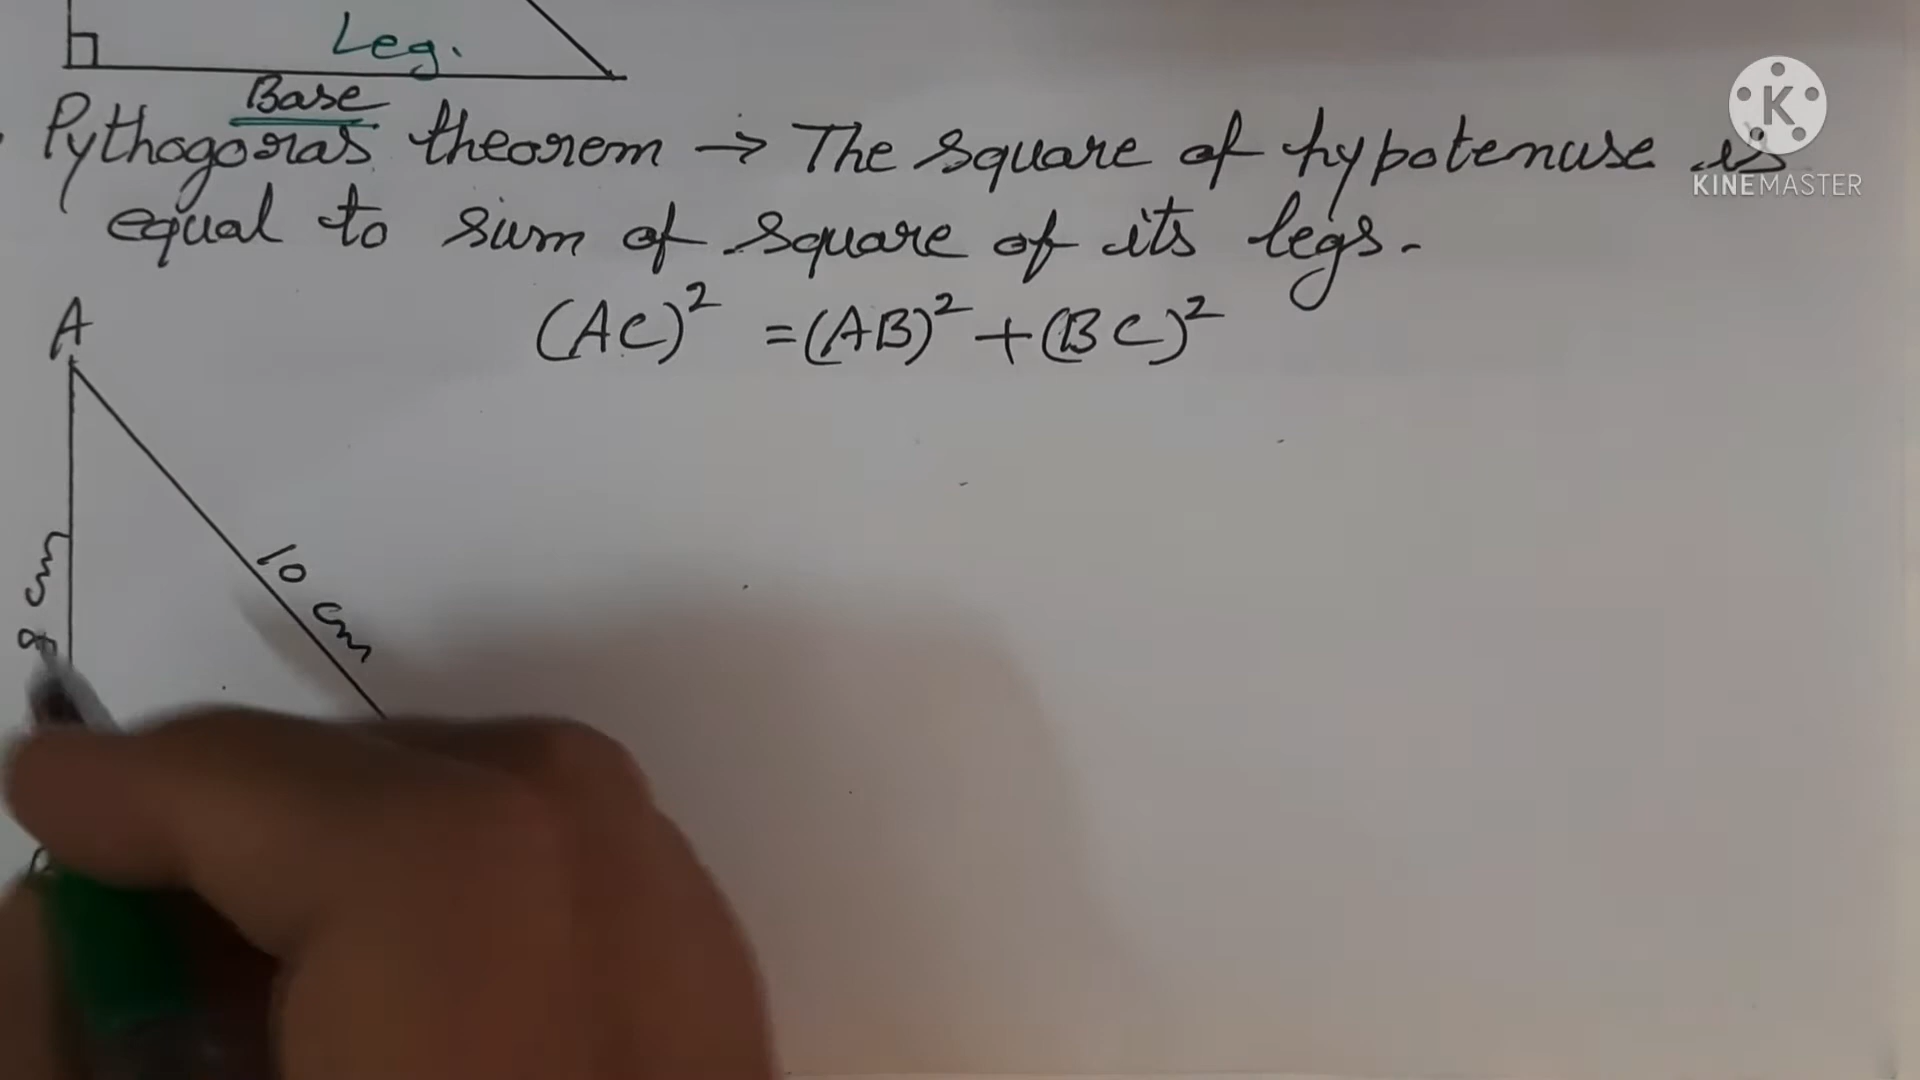 Leg.
Base
Pythogoras theorem → The square of hypotenuse is
equal to sum of square of its legs.
(AC)² = (AB)² + (BC)²
A
10 cm
8 cm
KINEMASTER